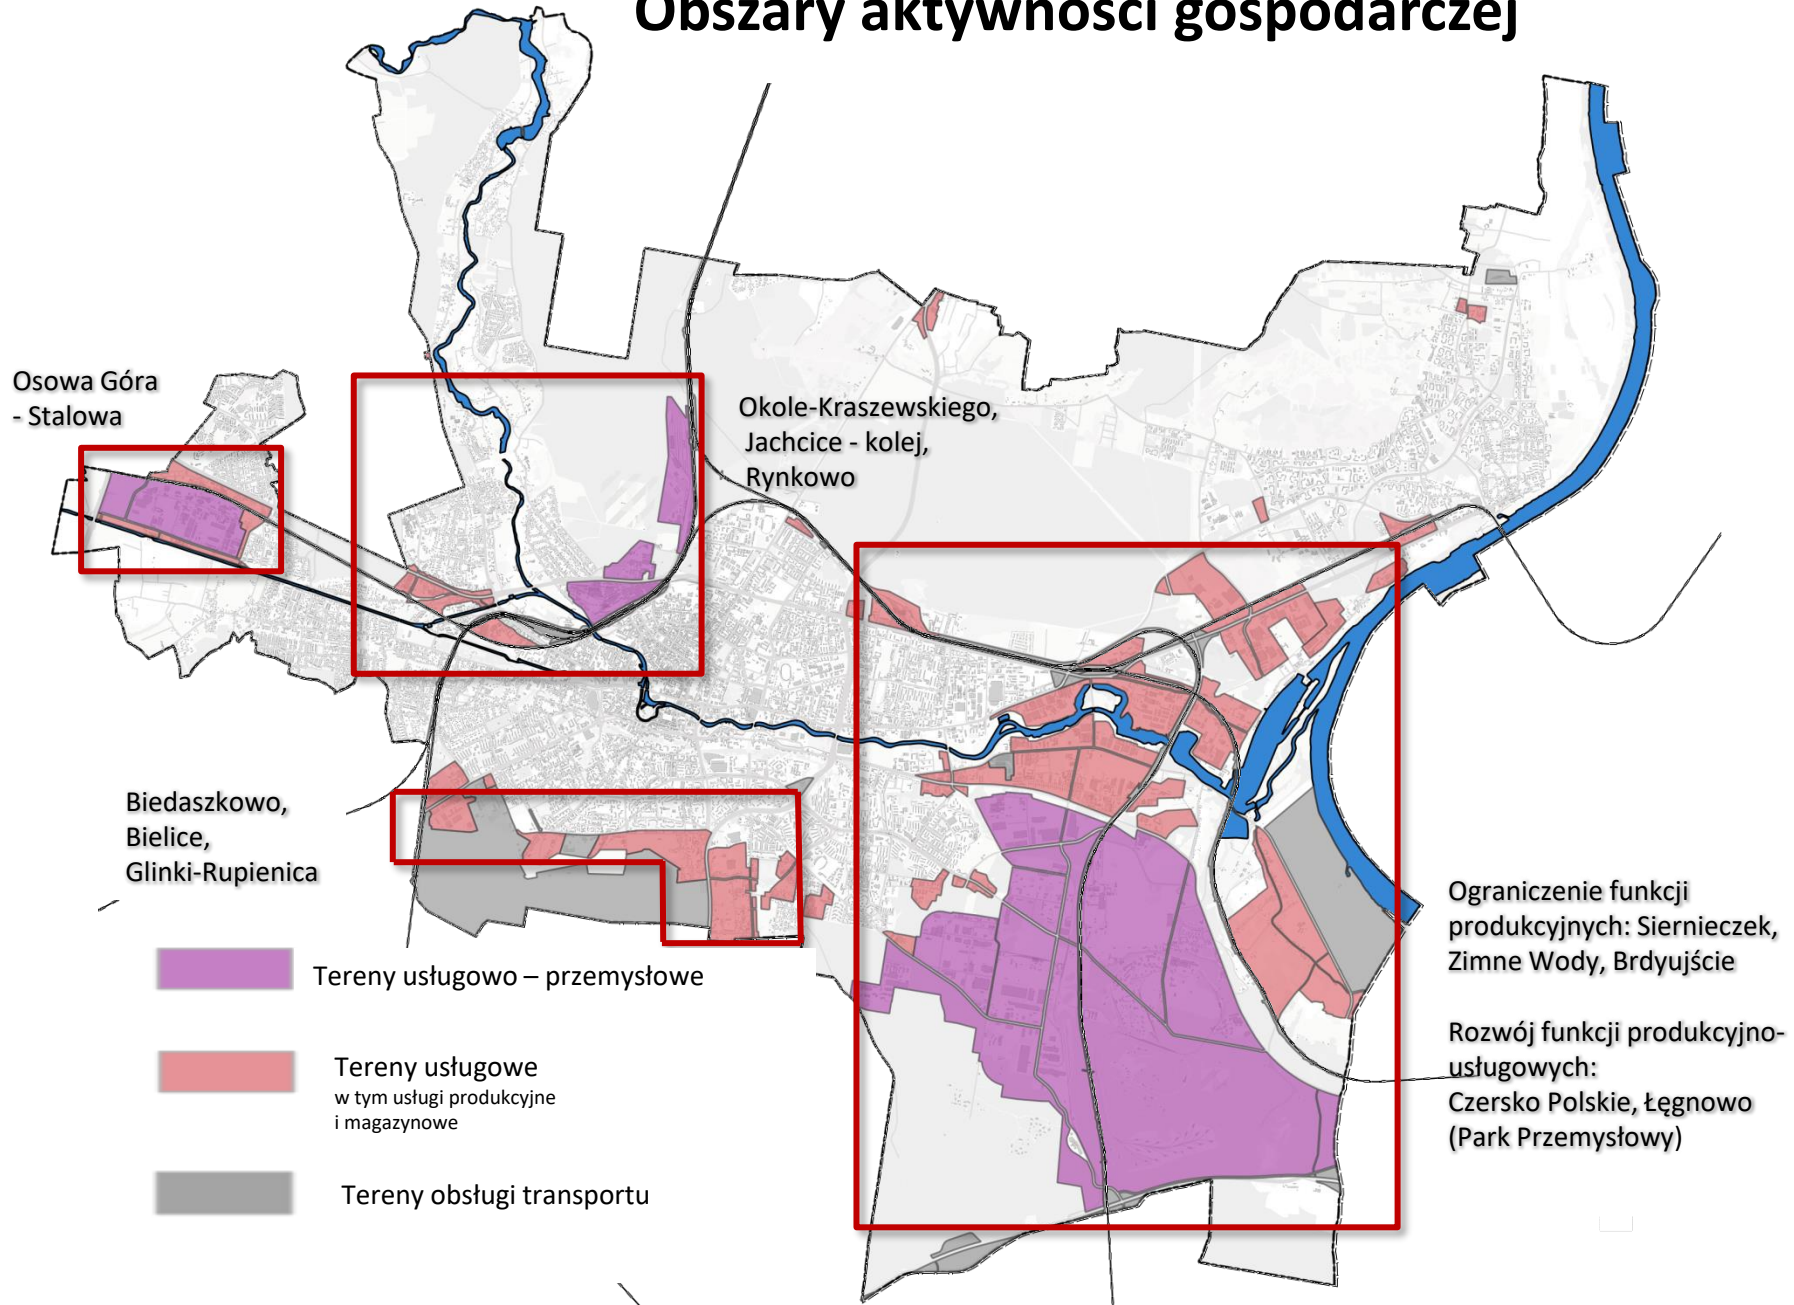 Obszary aktywności gospodarczej
Osowa Góra
- Stalowa
Okole-Kraszewskiego,
Jachcice - kolej,
Rynkowo
Biedaszkowo,
Bielice,
Glinki-Rupienica
Tereny usługowo – przemysłowe
Tereny usługowe
w tym usługi produkcyjne
i magazynowe
Tereny obsługi transportu
Ograniczenie funkcji
produkcyjnych: Siernieczek,
Zimne Wody, Brdyujście
Rozwój funkcji produkcyjno-
usługowych:
Czersko Polskie, Łęgnowo
(Park Przemysłowy)